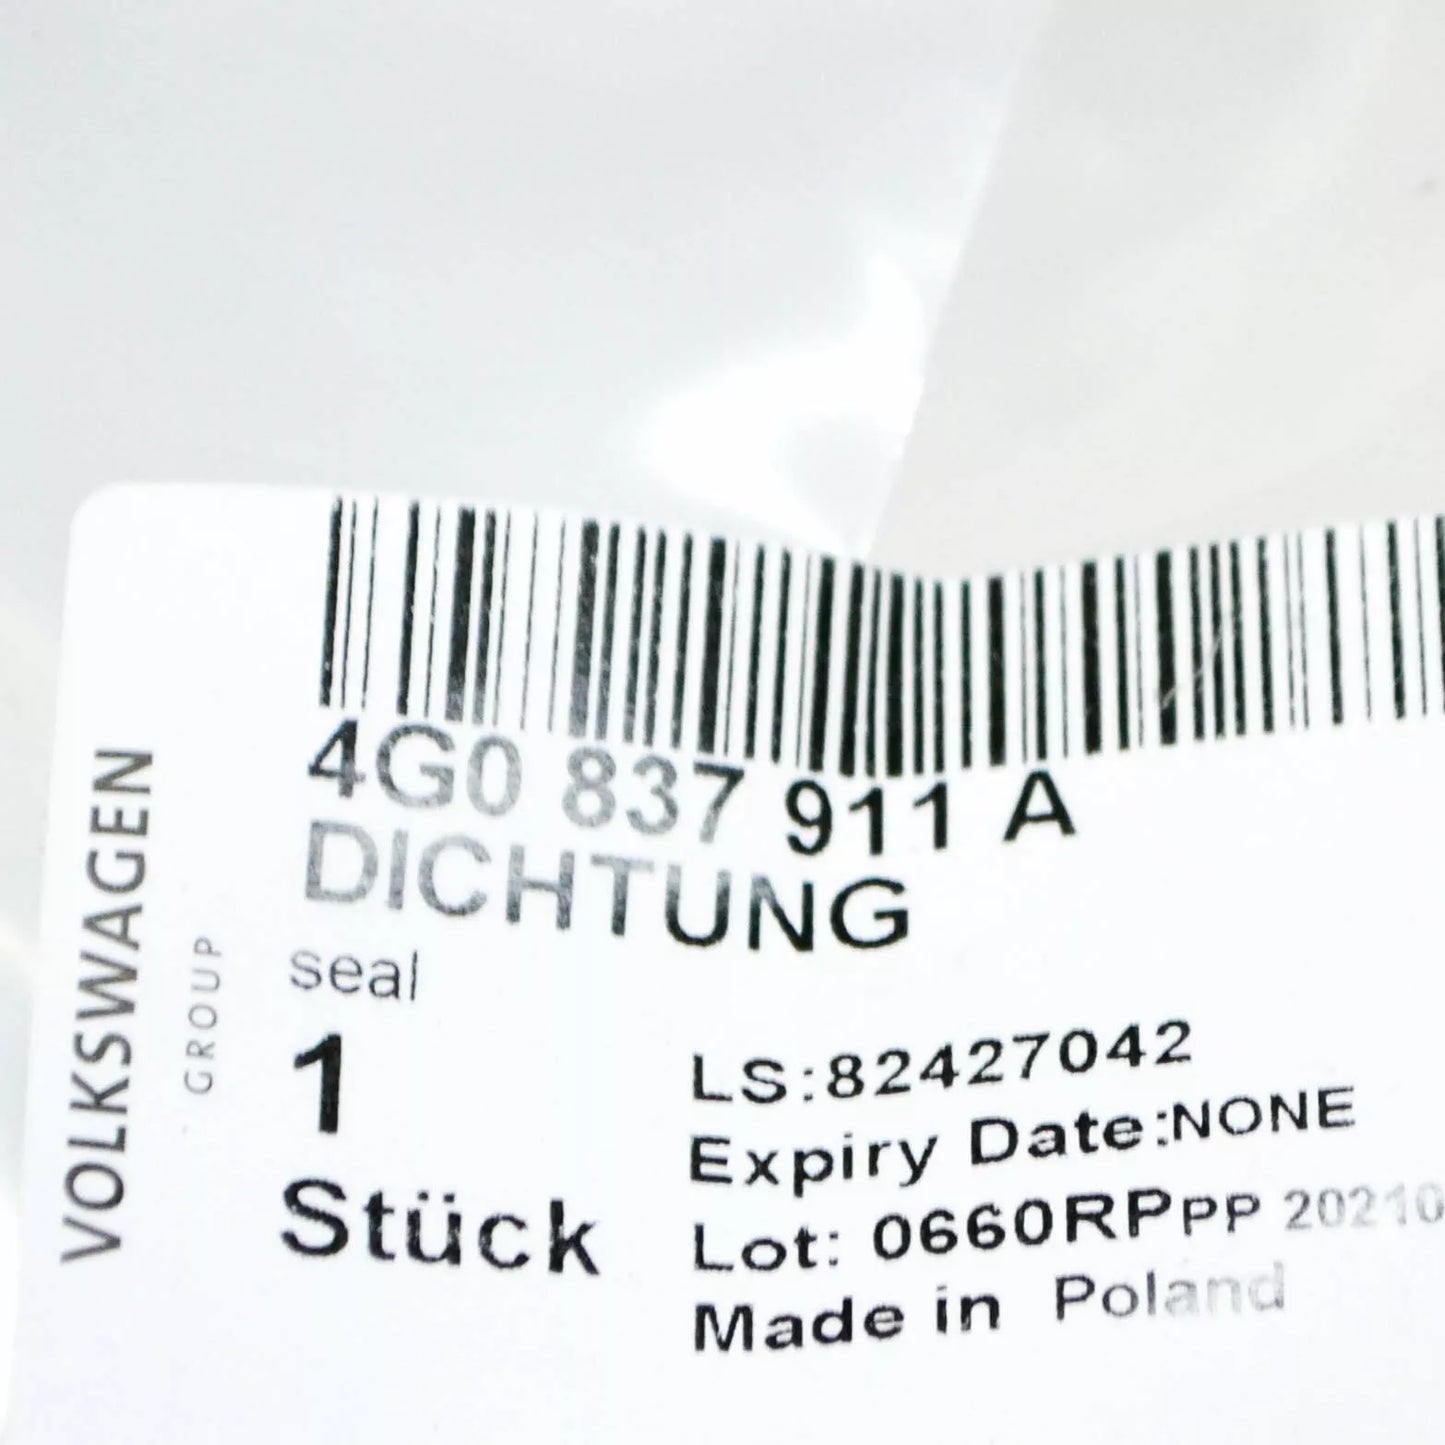 VOLKSWAGEN
GROUP
4G0 837 911 A
DICHTUNG
seal
1
Stück
LS:82427042
Expiry Date:NONE
Lot: 0660RPPP 20210
Made in Poland